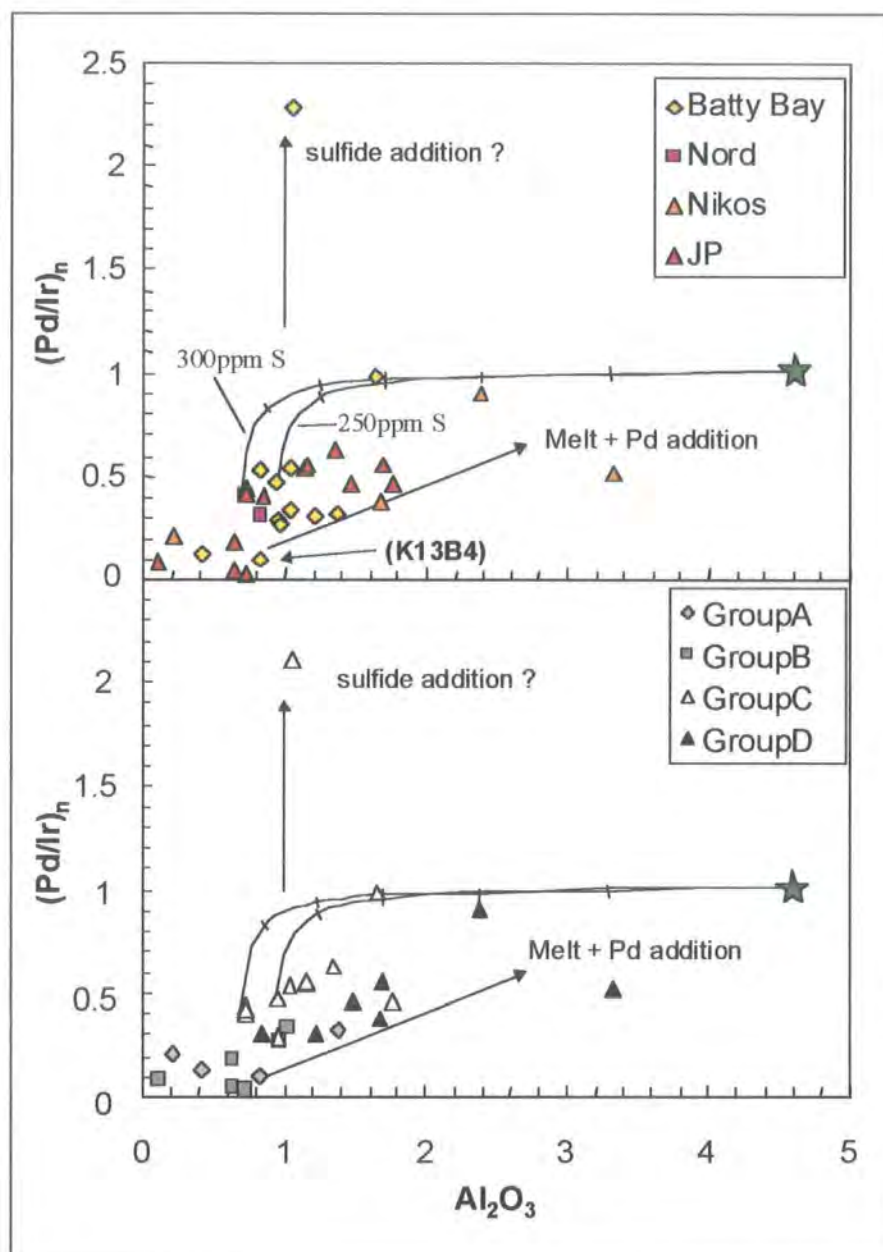 2.5
2
1.5
1
0.5
0
(Pd/Ir)n
Batty Bay
Nord
Nikos
JP
sulfide addition ?
300ppm S
250ppm S
Melt + Pd addition
(K13B4)
2
1.5
1
0.5
0
(Pd/Ir)n
GroupA
GroupB
GroupC
GroupD
sulfide addition ?
Melt + Pd addition
0 1 2 3 4 5
Al2O3